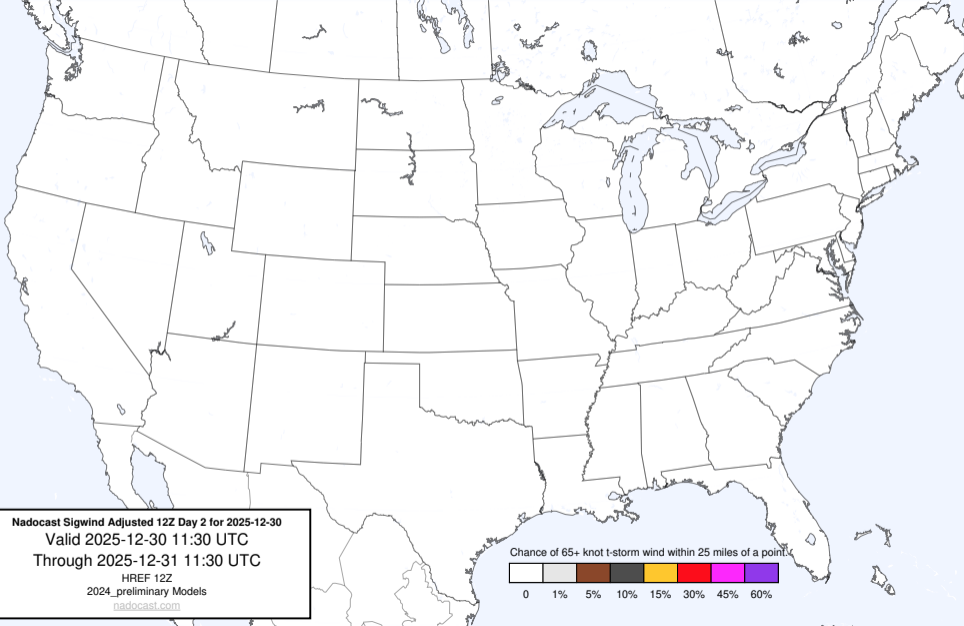 Nadocast Sigwind Adjusted 12Z Day 2 for 2025-12-30
Valid 2025-12-30 11:30 UTC
Through 2025-12-31 11:30 UTC
HREF 12Z
2024_preliminary Models
nadocast.com
Chance of 65+ knot t-storm wind within 25 miles of a point.
0 1% 5% 10% 15% 30% 45% 60%